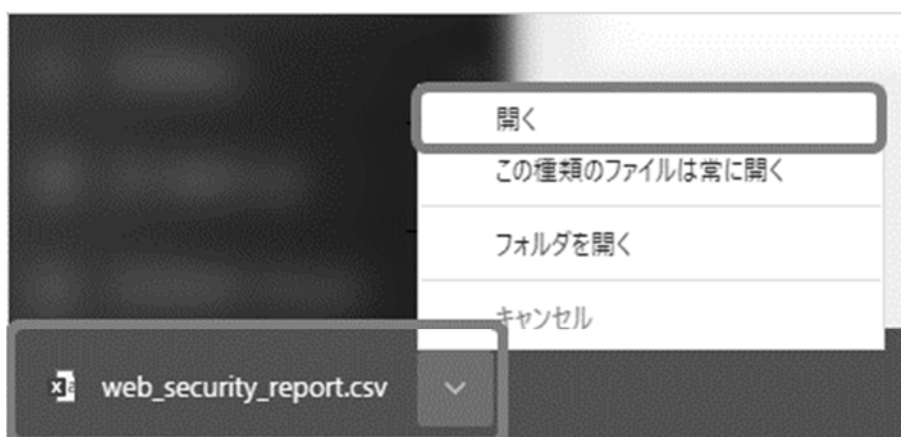 開く
この種類のファイルは常に開く
フォルダを開く
キャンセル
web_security_report.csv